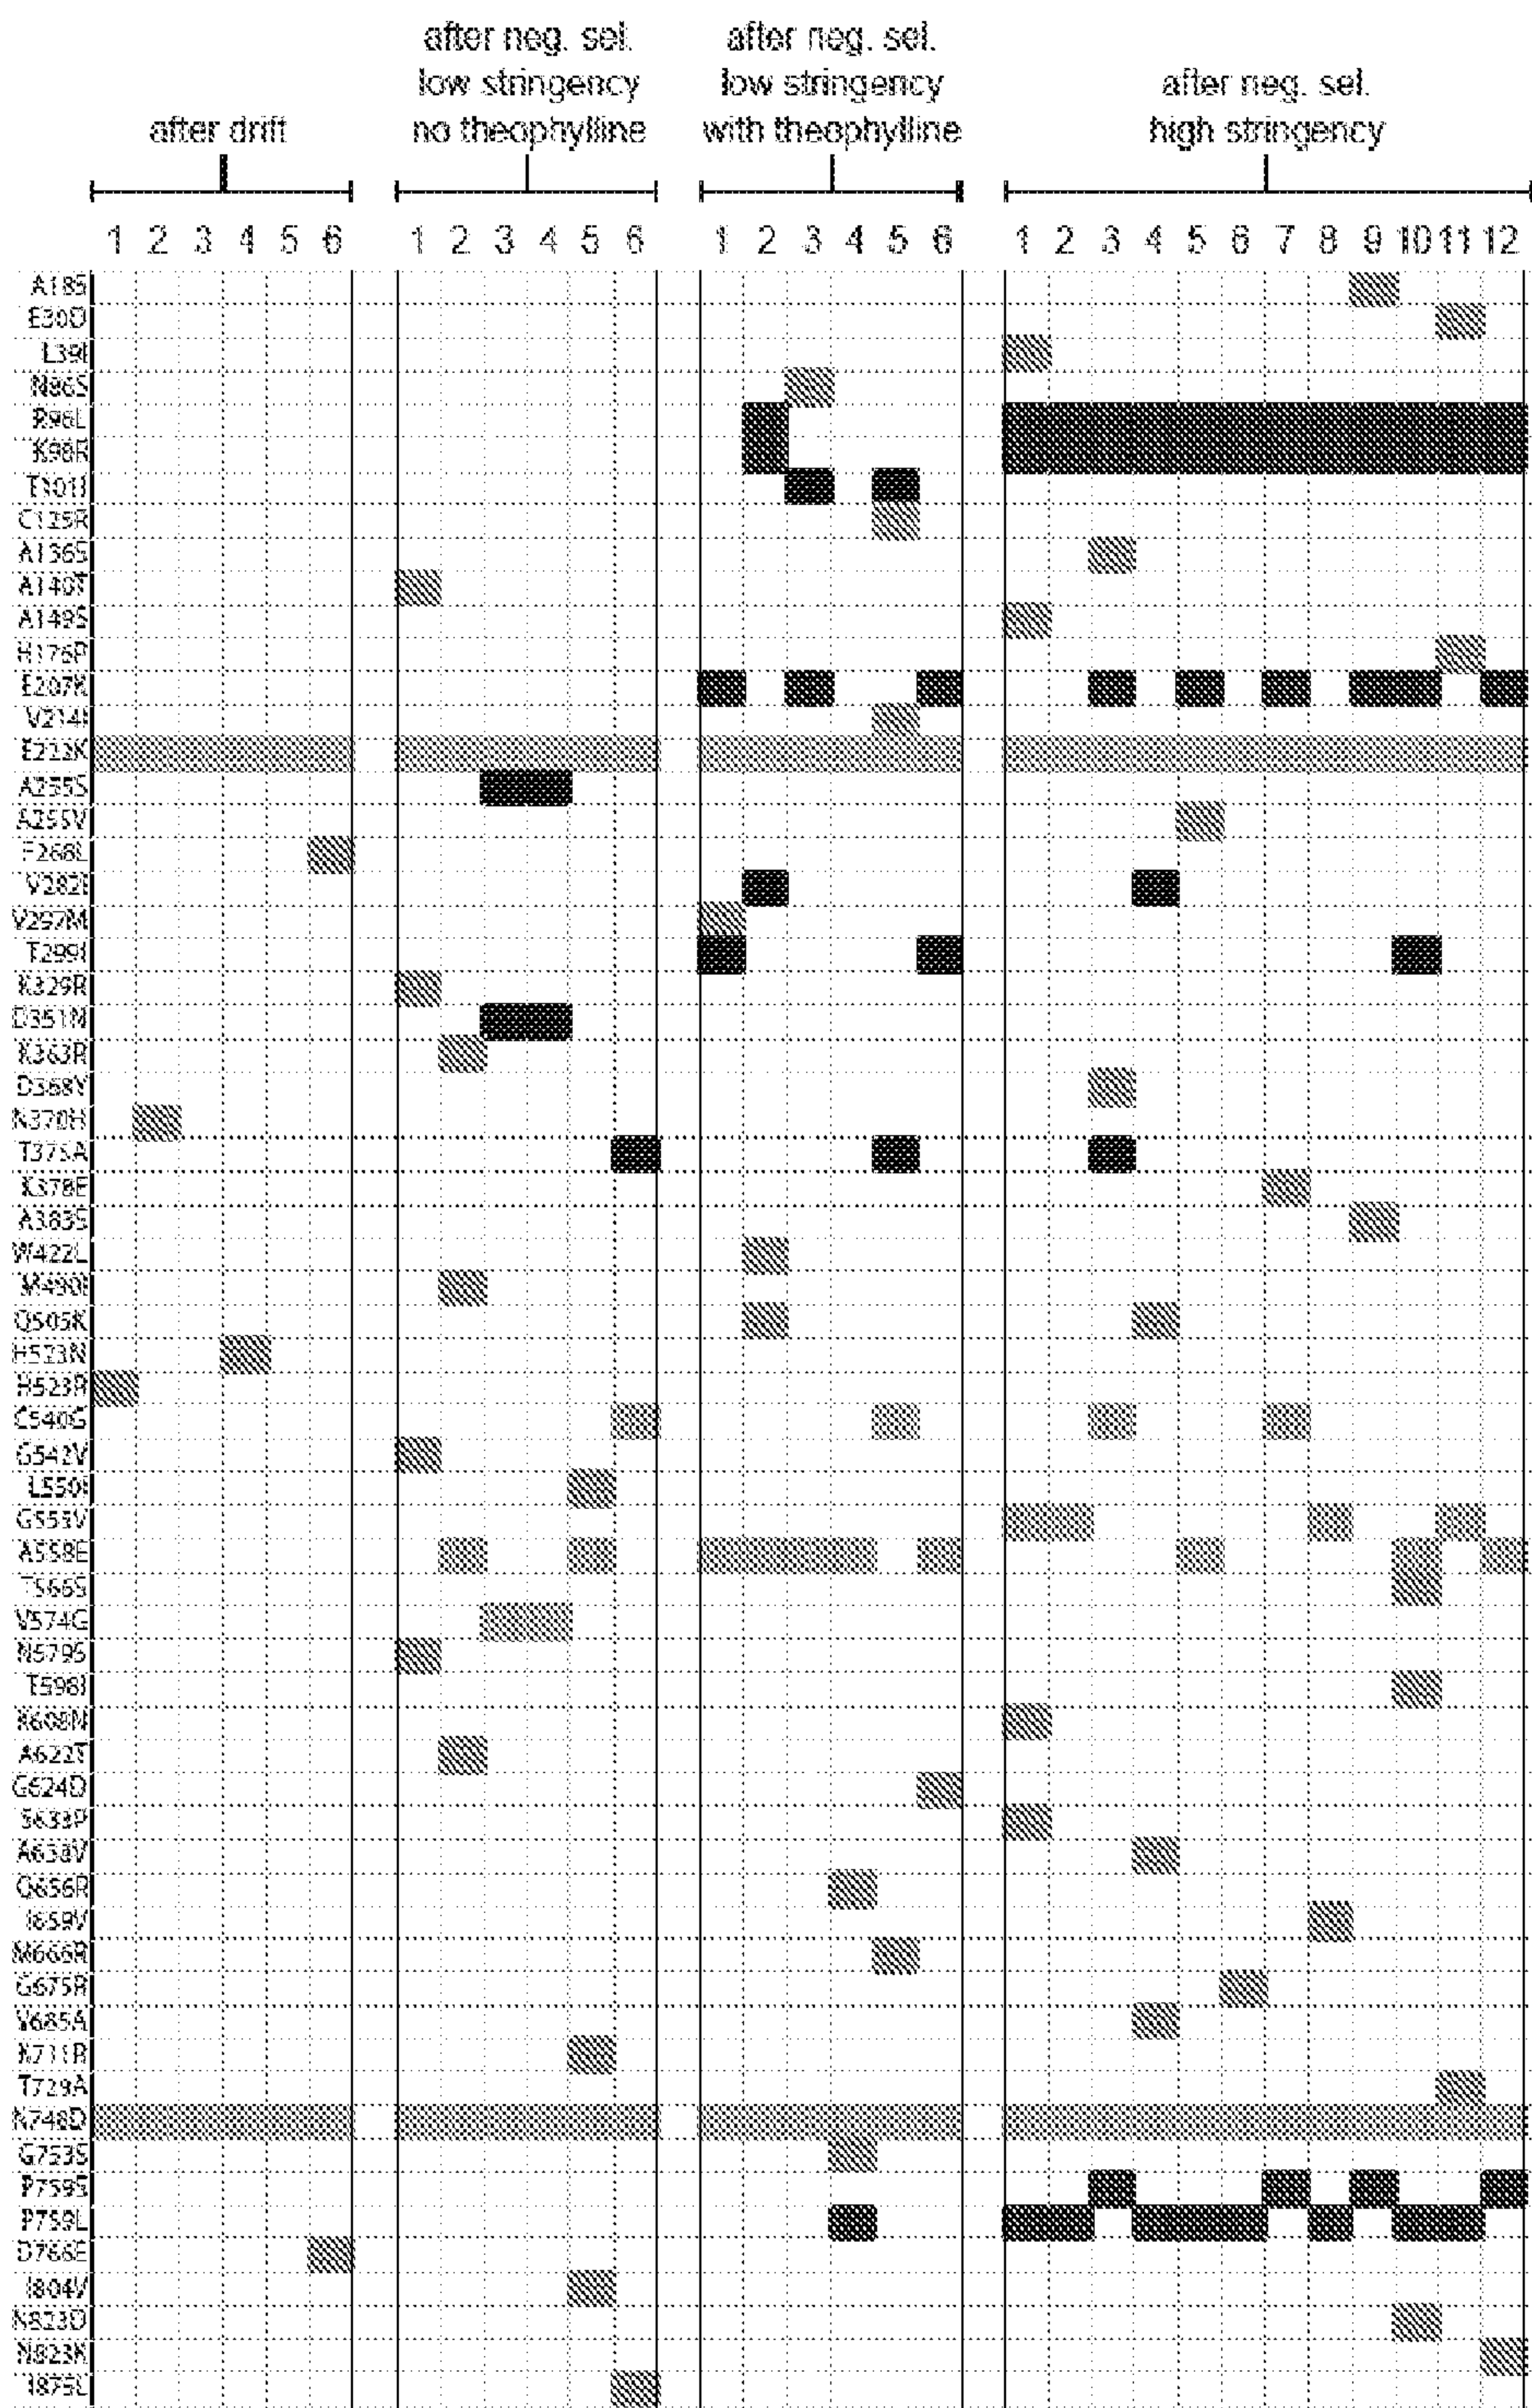 after drift
after neg. sel.
low stringency
no theophylline
after neg. sel.
low stringency
with theophylline
after neg. sel.
high stringency
1 2 3 4 5 6
1 2 3 4 5 6
1 2 3 4 5 6
1 2 3 4 5 6 7 8 9 10 11 12
A18S
E30D
L39I
N86S
R96L
K98R
T101I
C125R
A136S
A140T
A149S
H176P
E207K
V214I
E222K
A255S
A255V
F268L
V282I
V297M
T299I
K329R
D351N
K363R
D368Y
N370H
T375A
K378E
A383S
W422L
M490I
Q505K
H523N
H523R
C540G
G542V
L550I
G553V
A558E
T566S
V574G
N579S
T598I
K608N
A622T
G624D
S633P
A638V
Q656R
I659V
M666R
G675R
V685A
K711R
T729A
N748D
G753S
P759S
P759L
D766E
I804V
N823D
N823K
I875L